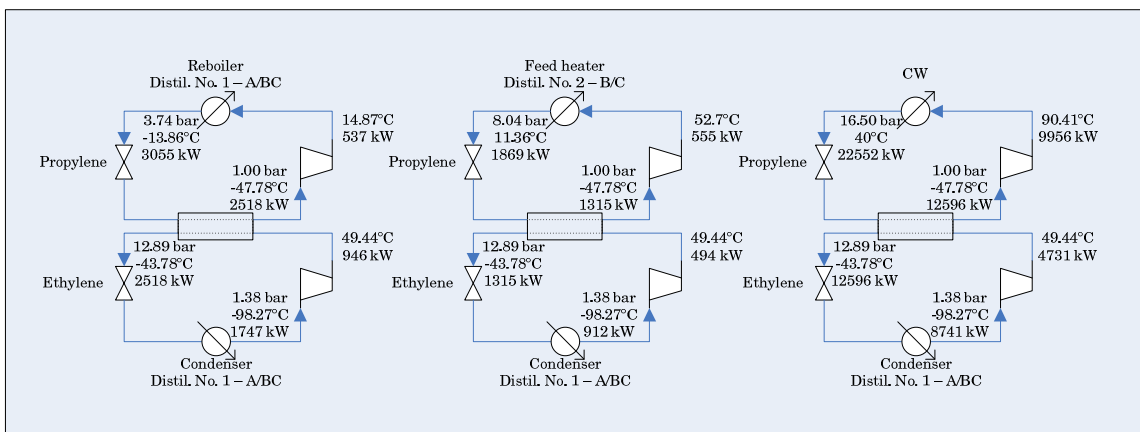 Reboiler
Distil. No. 1 – A/BC
3.74 bar
-13.86°C
3055 kW
14.87°C
537 kW
Propylene
1.00 bar
-47.78°C
2518 kW
12.89 bar
-43.78°C
2518 kW
49.44°C
946 kW
Ethylene
1.38 bar
-98.27°C
1747 kW
Condenser
Distil. No. 1 – A/BC
Feed heater
Distil. No. 2 – B/C
8.04 bar
11.36°C
1869 kW
52.7°C
555 kW
Propylene
1.00 bar
-47.78°C
1315 kW
12.89 bar
-43.78°C
1315 kW
49.44°C
494 kW
Ethylene
1.38 bar
-98.27°C
912 kW
Condenser
Distil. No. 1 – A/BC
CW
16.50 bar
40°C
22552 kW
90.41°C
9956 kW
Propylene
1.00 bar
-47.78°C
12596 kW
12.89 bar
-43.78°C
12596 kW
49.44°C
4731 kW
Ethylene
1.38 bar
-98.27°C
8741 kW
Condenser
Distil. No. 1 – A/BC